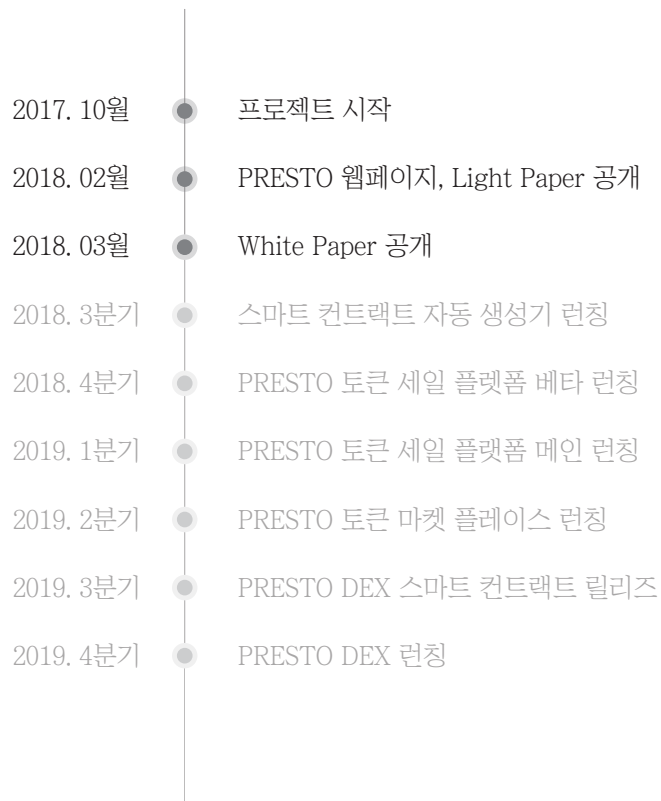 2017. 10월 프로젝트 시작
2018. 02월 PRESTO 웹페이지, Light Paper 공개
2018. 03월 White Paper 공개
2018. 3분기 스마트 컨트랙트 자동 생성기 런칭
2018. 4분기 PRESTO 토큰 세일 플렛폼 베타 런칭
2019. 1분기 PRESTO 토큰 세일 플랫폼 메인 런칭
2019. 2분기 PRESTO 토큰 마켓 플레이스 런칭
2019. 3분기 PRESTO DEX 스마트 컨트랙트 릴리즈
2019. 4분기 PRESTO DEX 런칭